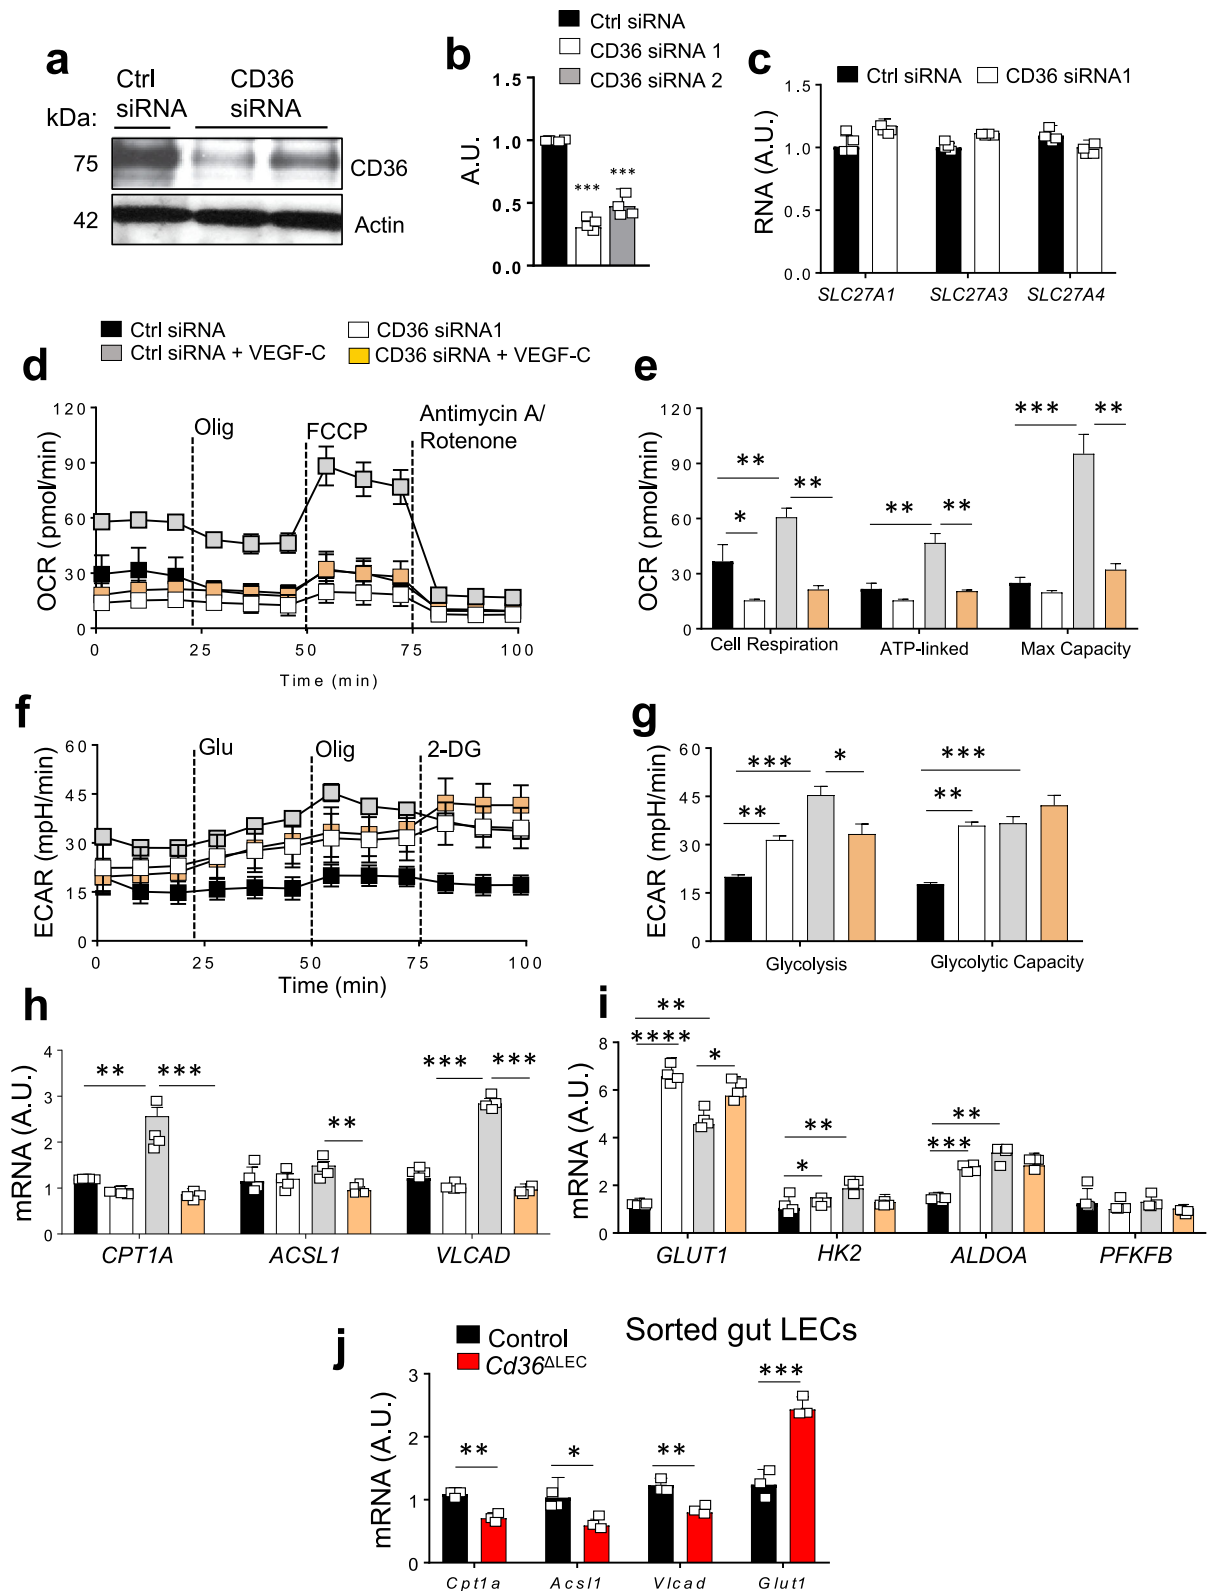 a
Ctrl siRNA
CD36 siRNA
kDa:
75
CD36
42
Actin
b
Ctrl siRNA
CD36 siRNA 1
CD36 siRNA 2
A.U.
1.5
1.0
0.5
0.0
***
***
c
Ctrl siRNA
CD36 siRNA1
RNA (A.U.)
1.5
1.0
0.5
0.0
SLC27A1
SLC27A3
SLC27A4
Ctrl siRNA
CD36 siRNA1
Ctrl siRNA + VEGF-C
CD36 siRNA + VEGF-C
d
OCR (pmol/min)
120
90
60
30
0
Olig
FCCP
Antimycin A/
Rotenone
0 25 50 75 100
Time (min)
e
OCR (pmol/min)
120
90
60
30
0
**
*
**
**
**
***
**
Cell Respiration
ATP-linked
Max Capacity
f
ECAR (mpH/min)
60
45
30
15
0
Glu
Olig
2-DG
0 25 50 75 100
Time (min)
g
ECAR (mpH/min)
60
45
30
15
0
***
**
*
***
**
Glycolysis
Glycolytic Capacity
h
mRNA (A.U.)
4
3
2
1
0
**
***
**
***
***
CPT1A
ACSL1
VLCAD
i
mRNA (A.U.)
8
6
4
2
0
**
****
*
**
*
**
***
GLUT1
HK2
ALDOA
PFKFB
j
Control
Cd36ΔLEC
Sorted gut LECs
mRNA (A.U.)
3
2
1
0
**
*
**
***
Cpt1a
Acsl1
Vlcad
Glut1